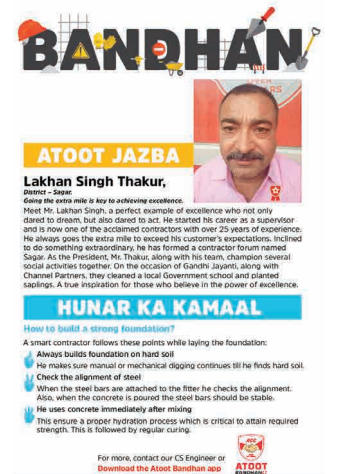 BANDHAN
ATOOT JAZBA
Lakhan Singh Thakur,
District - Sagar.
Going the extra mile is key to achieving excellence.
Meet Mr. Lakhan Singh, a perfect example of excellence who not only
dared to dream, but also dared to act. He started his career as a supervisor
and is now one of the acclaimed contractors with over 25 years of experience.
He always goes the extra mile to exceed his customer's expectations. Inclined
to do something extraordinary, he has formed a contractor forum named
Sagar. As the President, Mr. Thakur, along with his team, champion several
social activities together. On the occasion of Gandhi Jayanti, along with
Channel Partners, they cleaned a local Government school and planted
saplings. A true inspiration for those who believe in the power of excellence.
HUNAR KA KAMAAL
How to build a strong foundation?
A smart contractor follows these points while laying the foundation:
Always builds foundation on hard soil
He makes sure manual or mechanical digging continues till he finds hard soil.
Check the alignment of steel
When the steel bars are attached to the fitter he checks the alignment.
Also, when the concrete is poured the steel bars should be stable.
He uses concrete immediately after mixing
This ensure a proper hydration process which is critical to attain required
strength. This is followed by regular curing.
For more, contact our CS Engineer or
Download the Atoot Bandhan app
ACC
ATOOT
BANDHAN